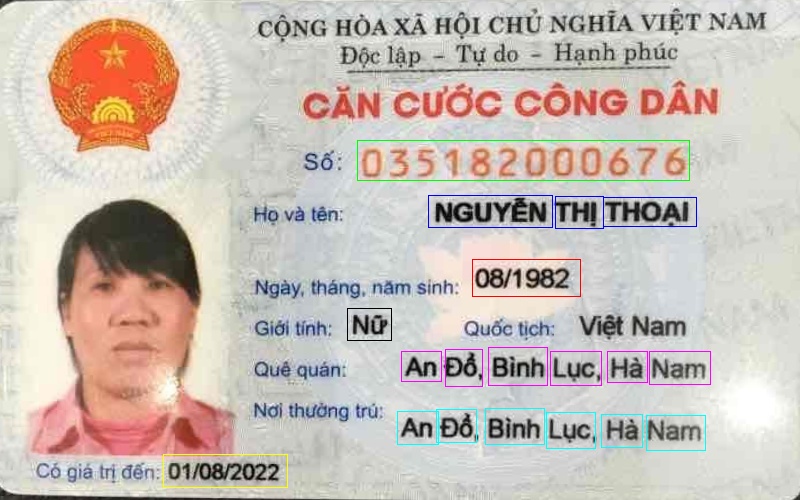 CỘNG HÒA XÃ HỘI CHỦ NGHĨA VIỆT NAM
Độc lập – Tự do – Hạnh phúc
CĂN CƯỚC CÔNG DÂN
Số: 035182000676
Họ và tên: NGUYỄN THỊ THOẠI
Ngày, tháng, năm sinh: 08/1982
Giới tính: Nữ Quốc tịch: Việt Nam
Quê quán: An Đổ, Bình Lục, Hà Nam
Nơi thường trú: An Đổ, Bình Lục, Hà Nam
Có giá trị đến: 01/08/2022